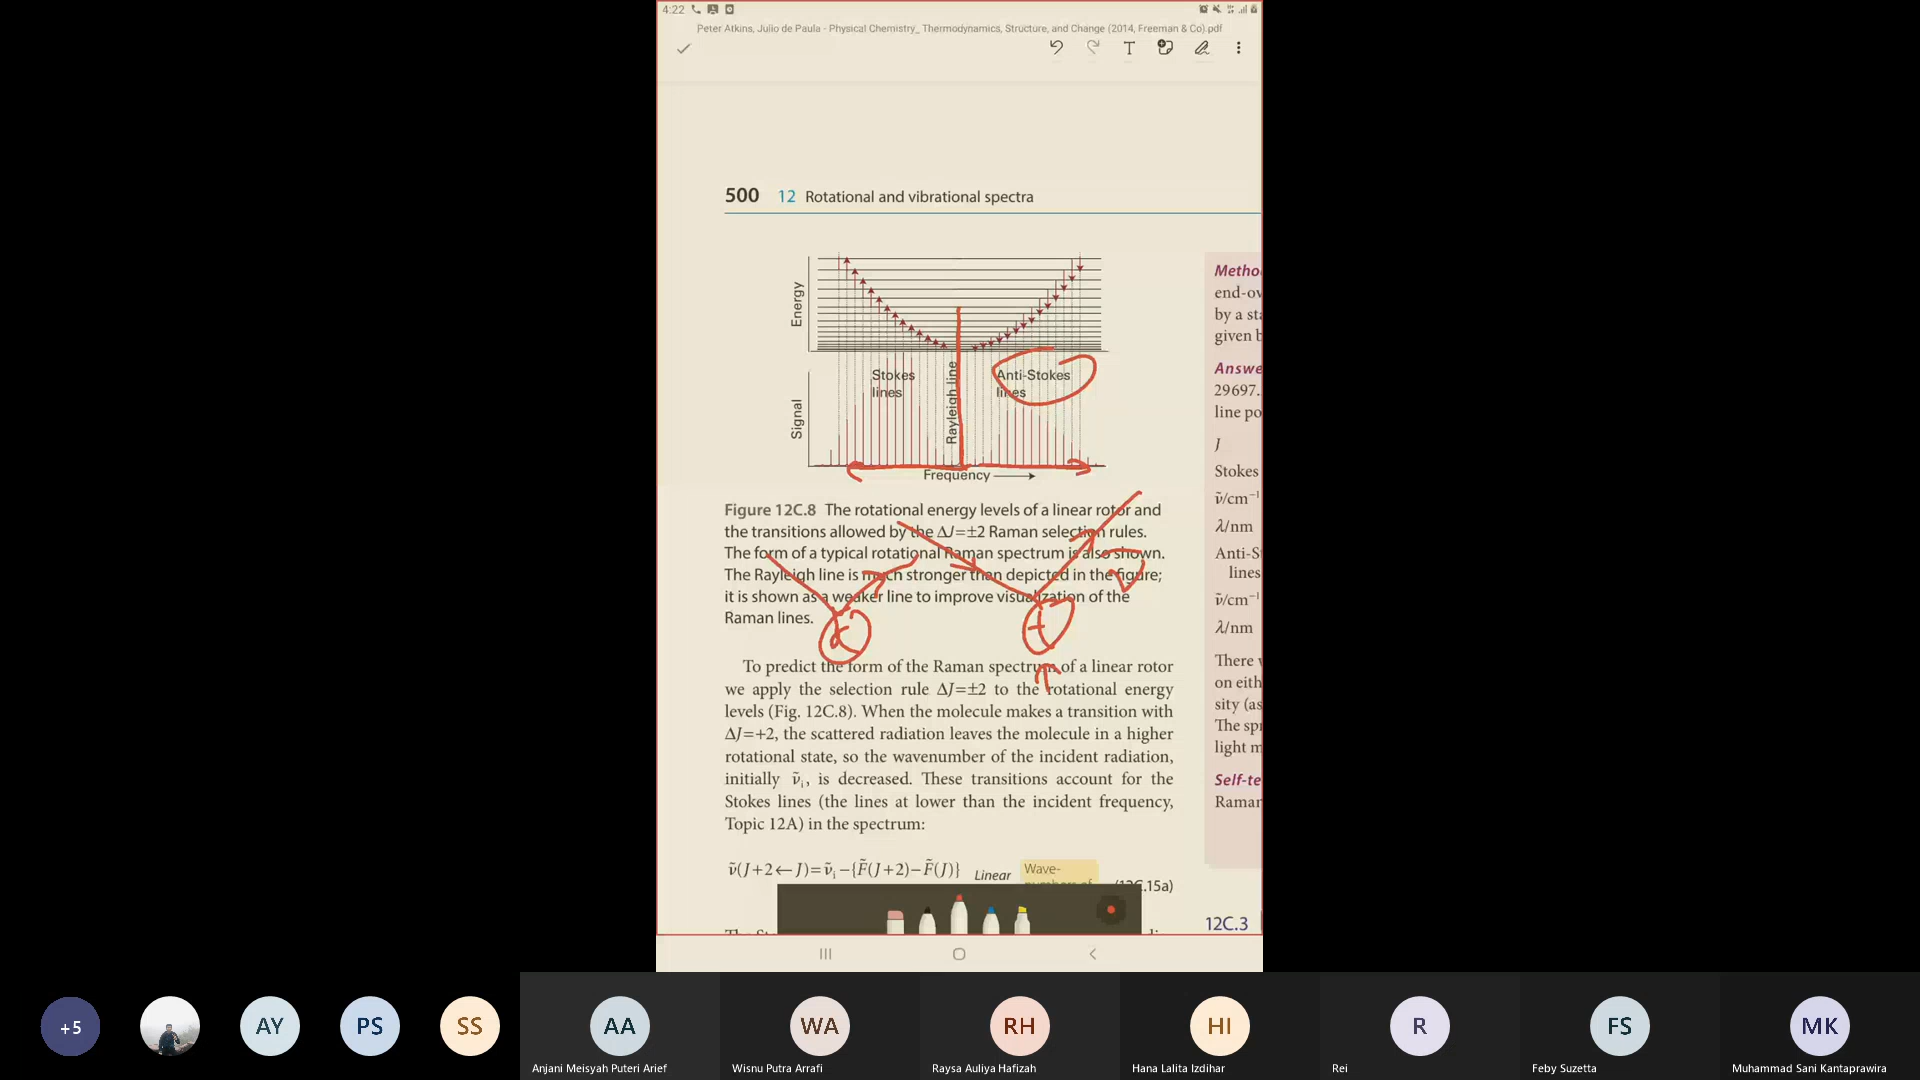 4:22
Peter Atkins, Julio de Paula - Physical Chemistry_ Thermodynamics, Structure, and Change (2014, Freeman & Co).pdf
500 12 Rotational and vibrational spectra
Energy
Stokes
lines
Rayleigh line
Anti-Stokes
lines
Signal
Frequency
Figure 12C.8 The rotational energy levels of a linear rotor and
the transitions allowed by the ΔJ=±2 Raman selection rules.
The form of a typical rotational Raman spectrum is also shown.
The Rayleigh line is much stronger than depicted in the figure;
it is shown as a weaker line to improve visualization of the
Raman lines.
To predict the form of the Raman spectrum of a linear rotor
we apply the selection rule ΔJ=±2 to the rotational energy
levels (Fig. 12C.8). When the molecule makes a transition with
ΔJ=+2, the scattered radiation leaves the molecule in a higher
rotational state, so the wavenumber of the incident radiation,
initially ν̃i, is decreased. These transitions account for the
Stokes lines (the lines at lower than the incident frequency,
Topic 12A) in the spectrum:
ν̃(J+2←J)=ν̃i−{F̃(J+2)−F̃(J)} Linear Wave-
Metho
end-ov
by a sta
given b
Answe
29697.
line po
J
Stokes
ν̃/cm⁻¹
λ/nm
Anti-St
lines
ν̃/cm⁻¹
λ/nm
There
on eith
sity (as
The sp
light m
Self-te
Raman
12C.3
+5
AY
PS
SS
AA
WA
RH
HI
R
FS
MK
Anjani Meisyah Puteri Arief
Wisnu Putra Arrafi
Raysa Auliya Hafizah
Hana Lalita Izdihar
Rei
Feby Suzetta
Muhammad Sani Kantaprawira